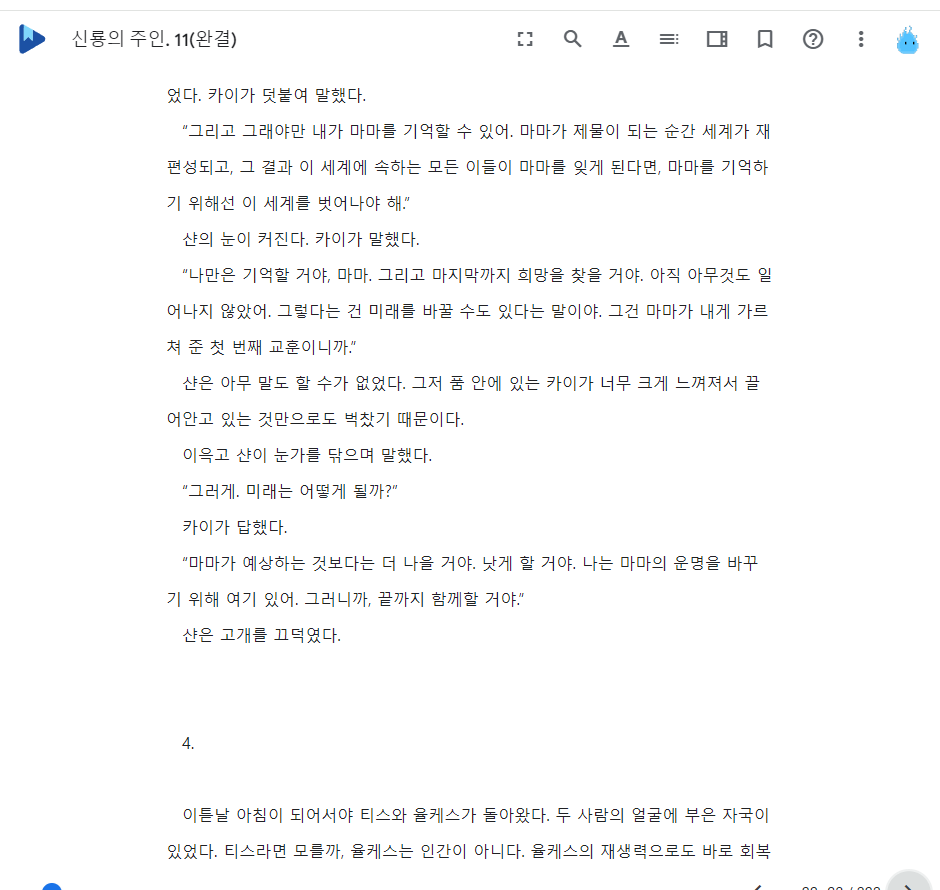 신룡의 주인. 11(완결)
었다. 카이가 덧붙여 말했다.
“그리고 그래야만 내가 마마를 기억할 수 있어. 마마가 제물이 되는 순간 세계가 재
편성되고, 그 결과 이 세계에 속하는 모든 이들이 마마를 잊게 된다면, 마마를 기억하
기 위해선 이 세계를 벗어나야 해.”
샨의 눈이 커진다. 카이가 말했다.
“나만은 기억할 거야, 마마. 그리고 마지막까지 희망을 찾을 거야. 아직 아무것도 일
어나지 않았어. 그렇다는 건 미래를 바꿀 수도 있다는 말이야. 그건 마마가 내게 가르
쳐 준 첫 번째 교훈이니까.”
샨은 아무 말도 할 수가 없었다. 그저 품 안에 있는 카이가 너무 크게 느껴져서 끌
어안고 있는 것만으로도 벅찼기 때문이다.
이윽고 샨이 눈가를 닦으며 말했다.
“그러게. 미래는 어떻게 될까?”
카이가 답했다.
“마마가 예상하는 것보다는 더 나을 거야. 낫게 할 거야. 나는 마마의 운명을 바꾸
기 위해 여기 있어. 그러니까, 끝까지 함께할 거야.”
샨은 고개를 끄덕였다.
4.
이튿날 아침이 되어서야 티스와 율케스가 돌아왔다. 두 사람의 얼굴에 부은 자국이
있었다. 티스라면 모를까, 율케스는 인간이 아니다. 율케스의 재생력으로도 바로 회복